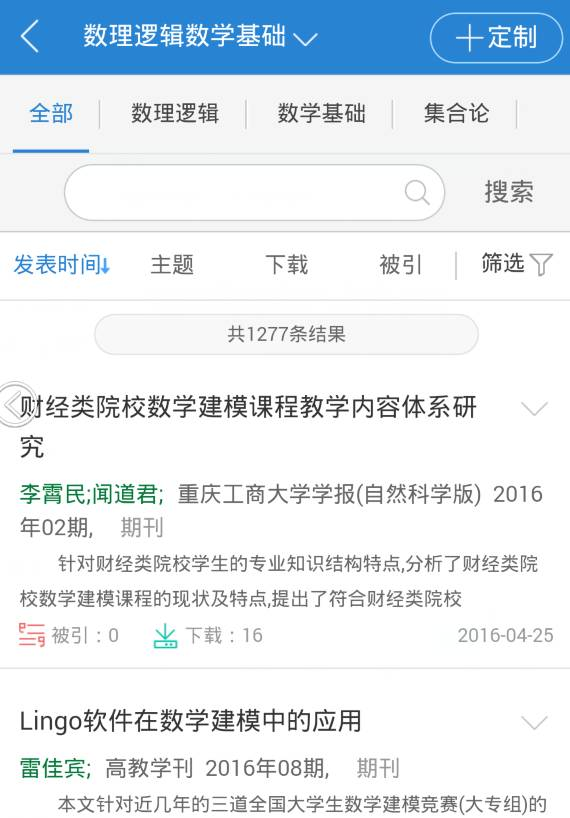 数理逻辑数学基础
定制
全部
数理逻辑
数学基础
集合论
搜索
发表时间
主题
下载
被引
筛选
共1277条结果
财经类院校数学建模课程教学内容体系研
究
李霄民;闻道君; 重庆工商大学学报(自然科学版) 2016
年02期, 期刊
针对财经类院校学生的专业知识结构特点,分析了财经类院
校数学建模课程的现状及特点,提出了符合财经类院校
被引：0 下载：16 2016-04-25
Lingo软件在数学建模中的应用
雷佳宾; 高教学刊 2016年08期, 期刊
本文针对近几年的三道全国大学生数学建模竞赛(大专组)的